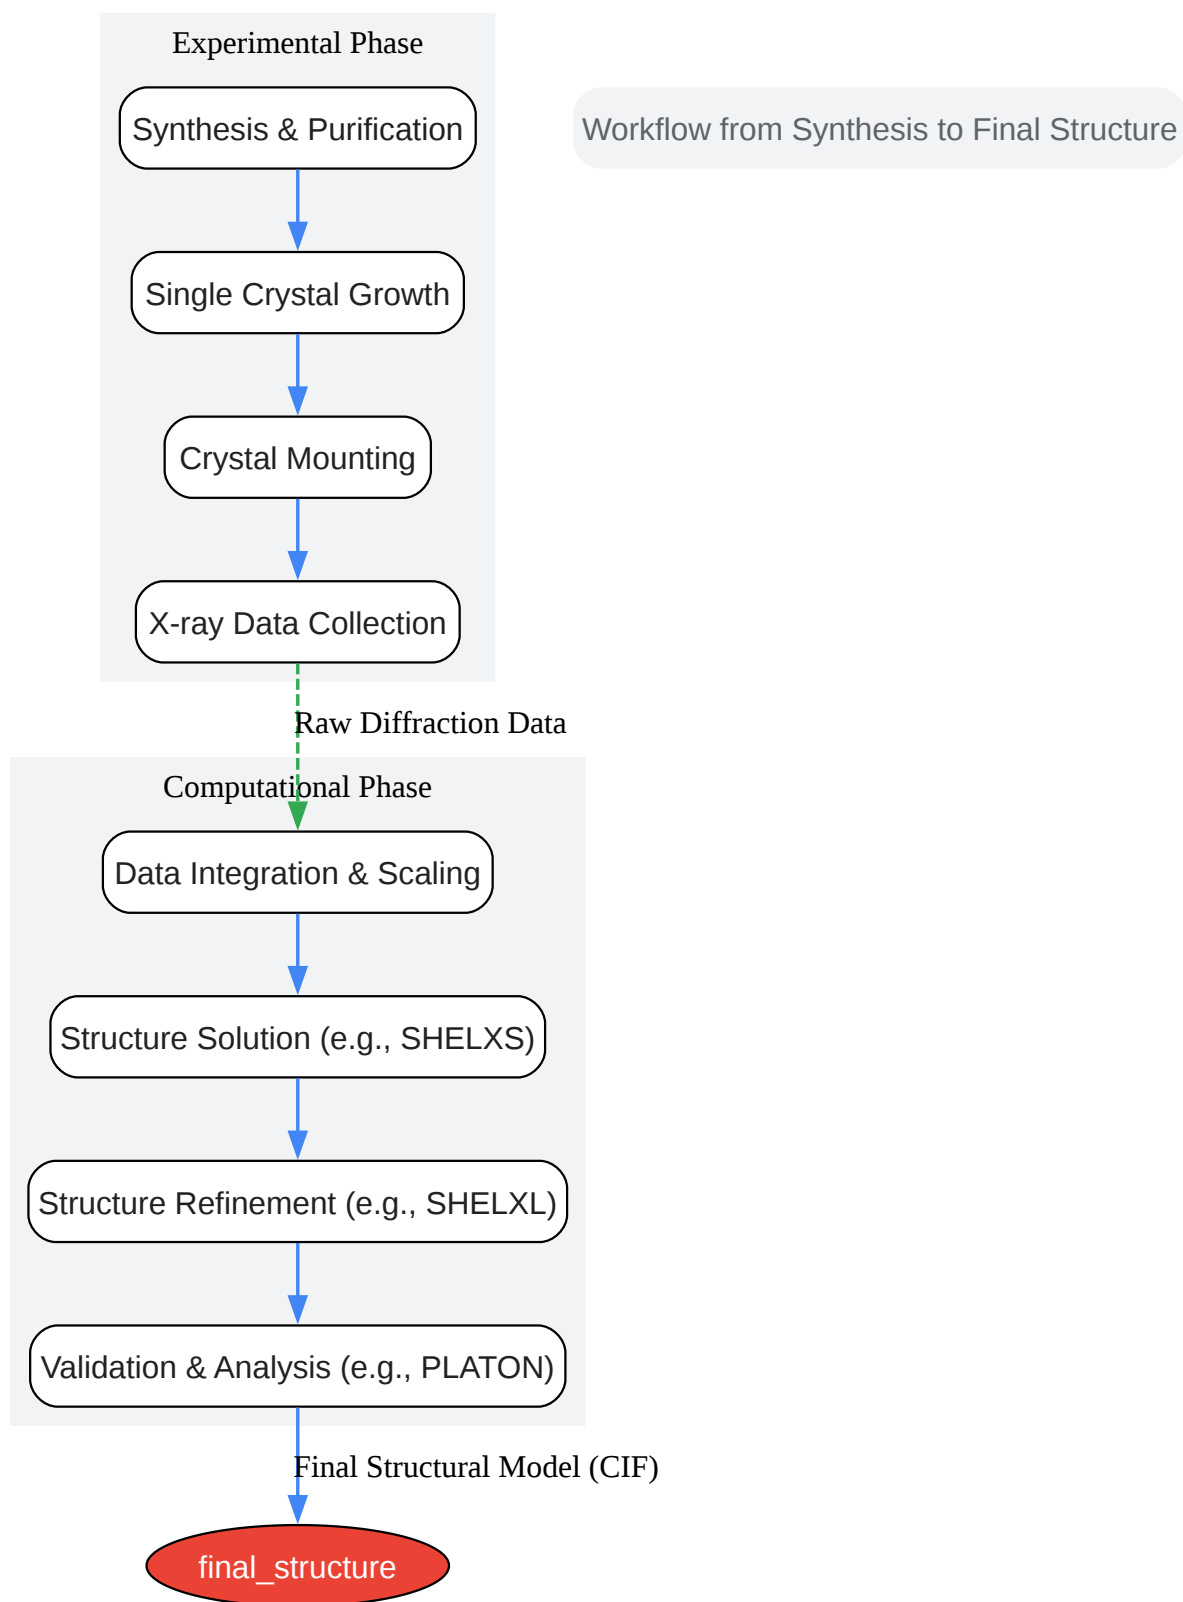 Experimental Phase
Synthesis & Purification
Workflow from Synthesis to Final Structure
Single Crystal Growth
Crystal Mounting
X-ray Data Collection
Raw Diffraction Data
Computational Phase
Data Integration & Scaling
Structure Solution (e.g., SHELXS)
Structure Refinement (e.g., SHELXL)
Validation & Analysis (e.g., PLATON)
Final Structural Model (CIF)
final_structure